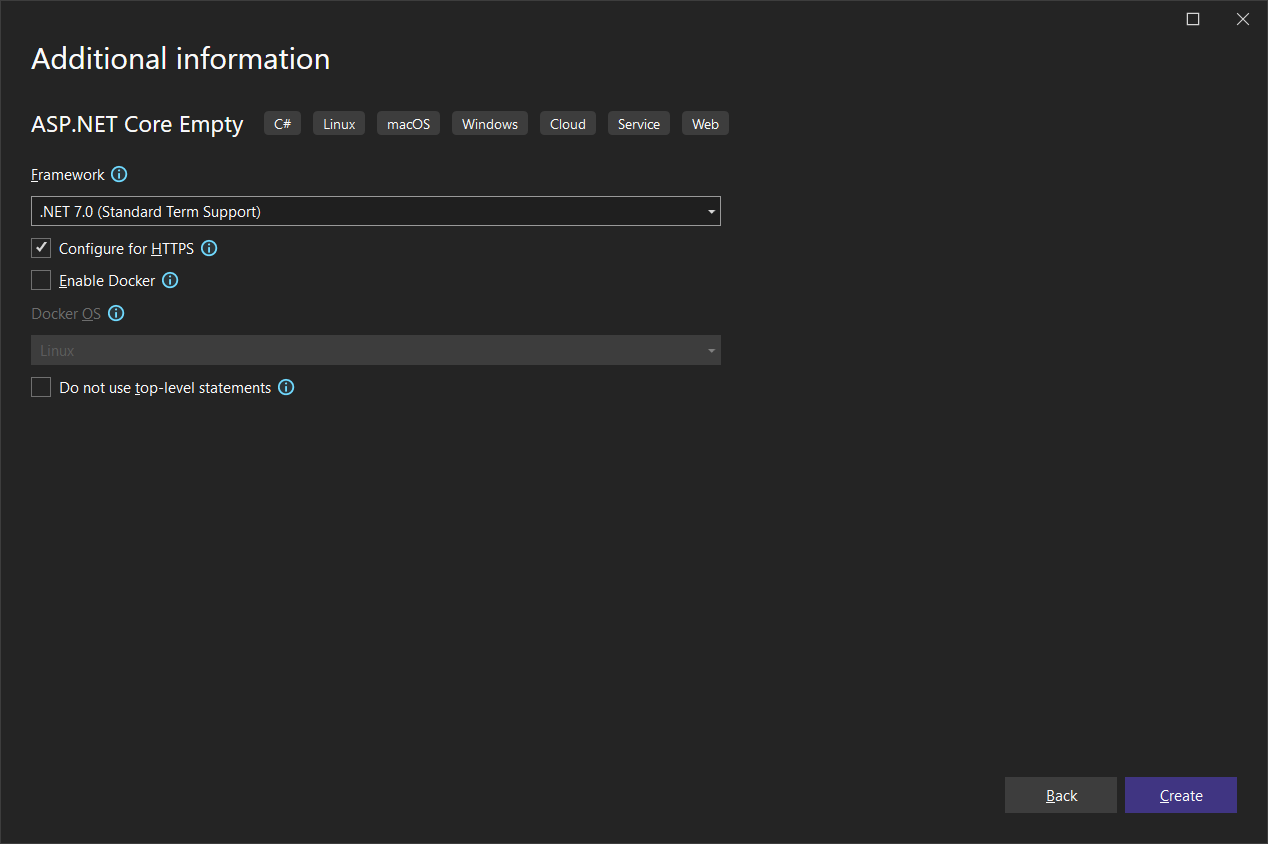 Additional information
ASP.NET Core Empty C# Linux macOS Windows Cloud Service Web
Framework
.NET 7.0 (Standard Term Support)
Configure for HTTPS
Enable Docker
Docker OS
Linux
Do not use top-level statements
Back Create